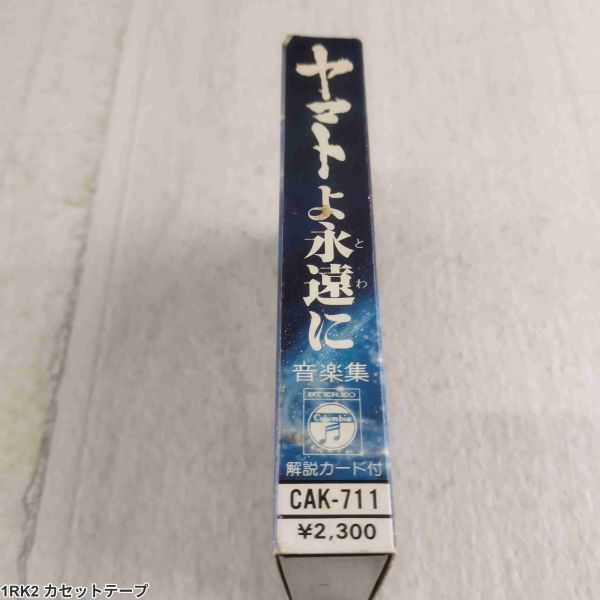 ヤマトよ永遠に
とわ
音楽集
STEREO
Columbia
解説カード付
CAK-711
¥2,300
1RK2 カセットテープ